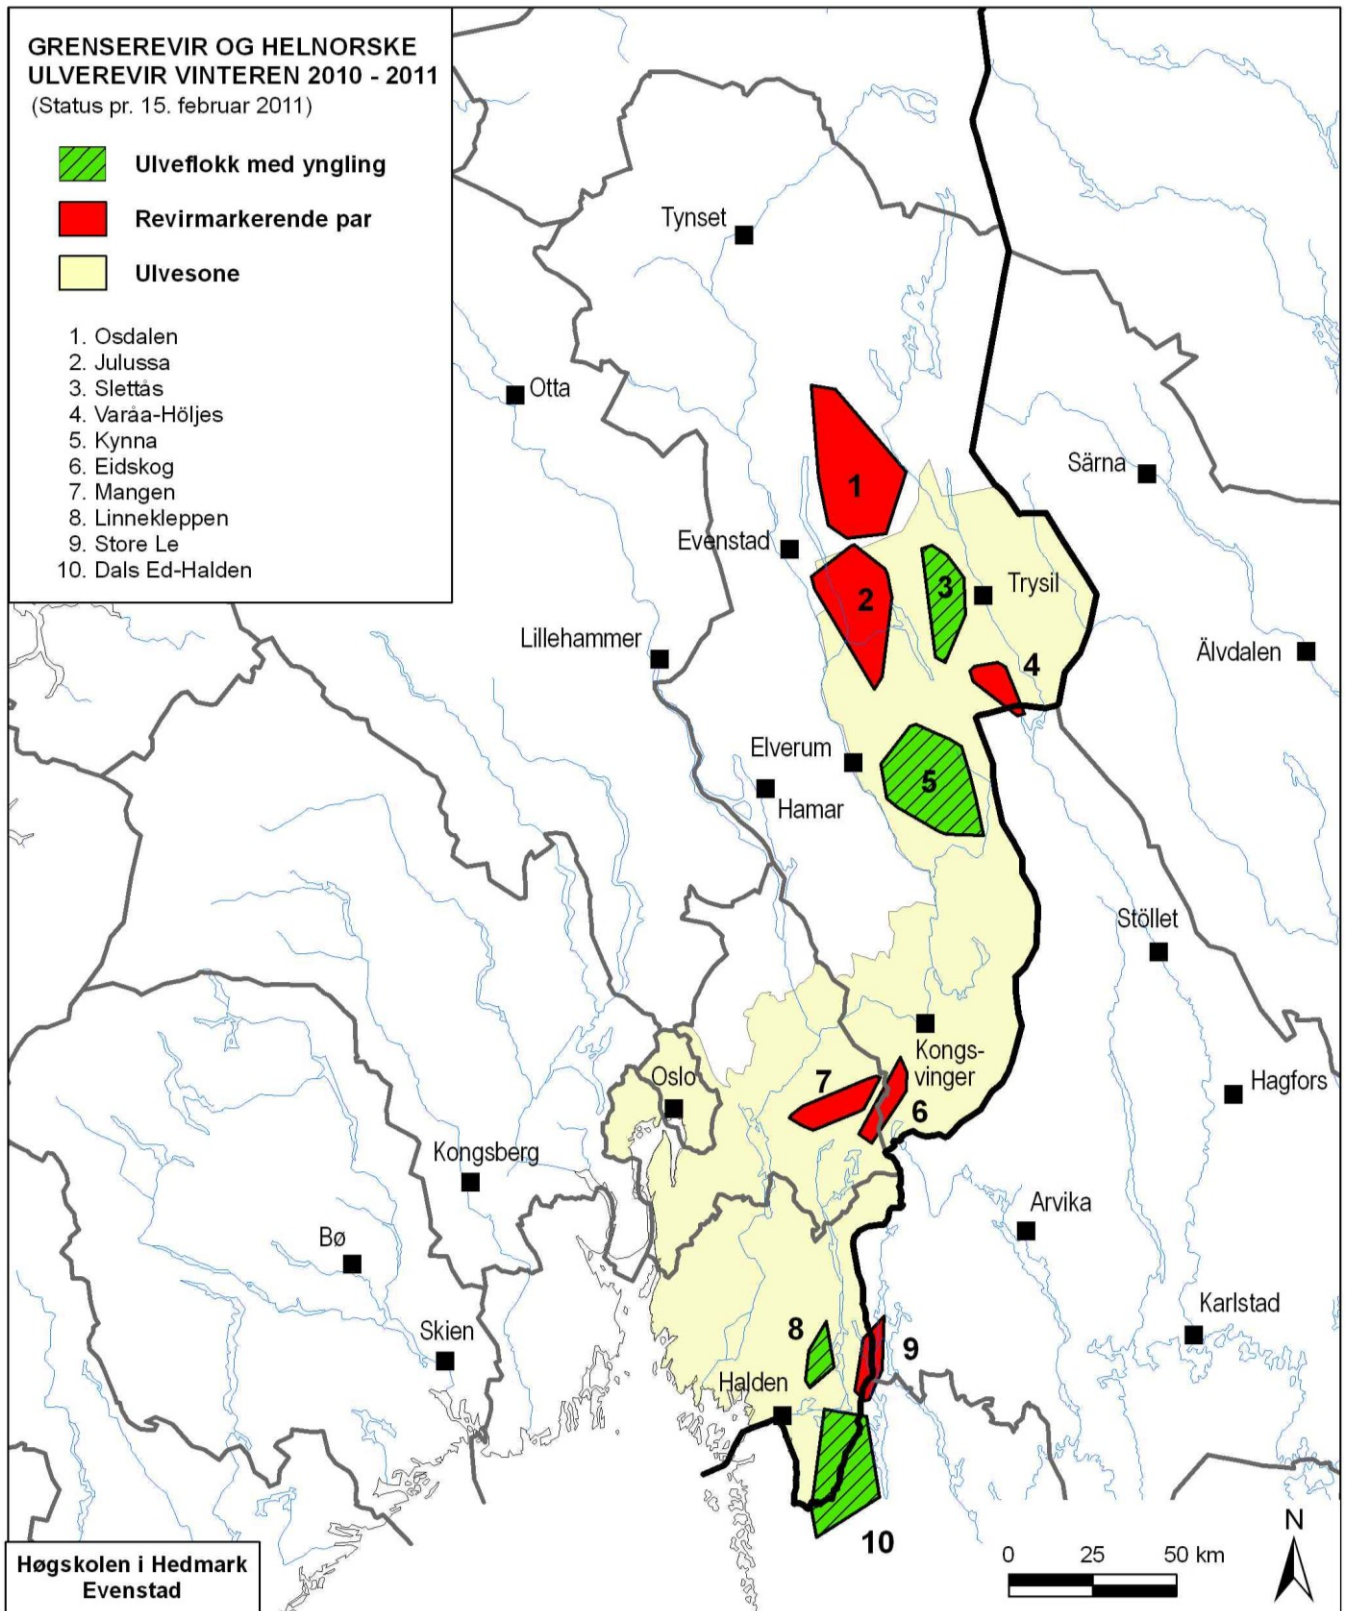 GRENSEREVIR OG HELNORSKE
ULVEREVIR VINTEREN 2010 - 2011
(Status pr. 15. februar 2011)
Ulveflokk med yngling
Revirmarkerende par
Ulvesone
1. Osdalen
2. Julussa
3. Slettås
4. Varåa-Höljes
5. Kynna
6. Eidskog
7. Mangen
8. Linnekleppen
9. Store Le
10. Dals Ed-Halden
Tynset
Otta
Särna
1
Evenstad
2
3
Trysil
Lillehammer
Älvdalen
4
Elverum
5
Hamar
Stöllet
Kongs-
vinger
Oslo
7
6
Hagfors
Kongsberg
Arvika
Bø
Karlstad
Skien
8
9
Halden
10
N
0 25 50 km
Høgskolen i Hedmark
Evenstad